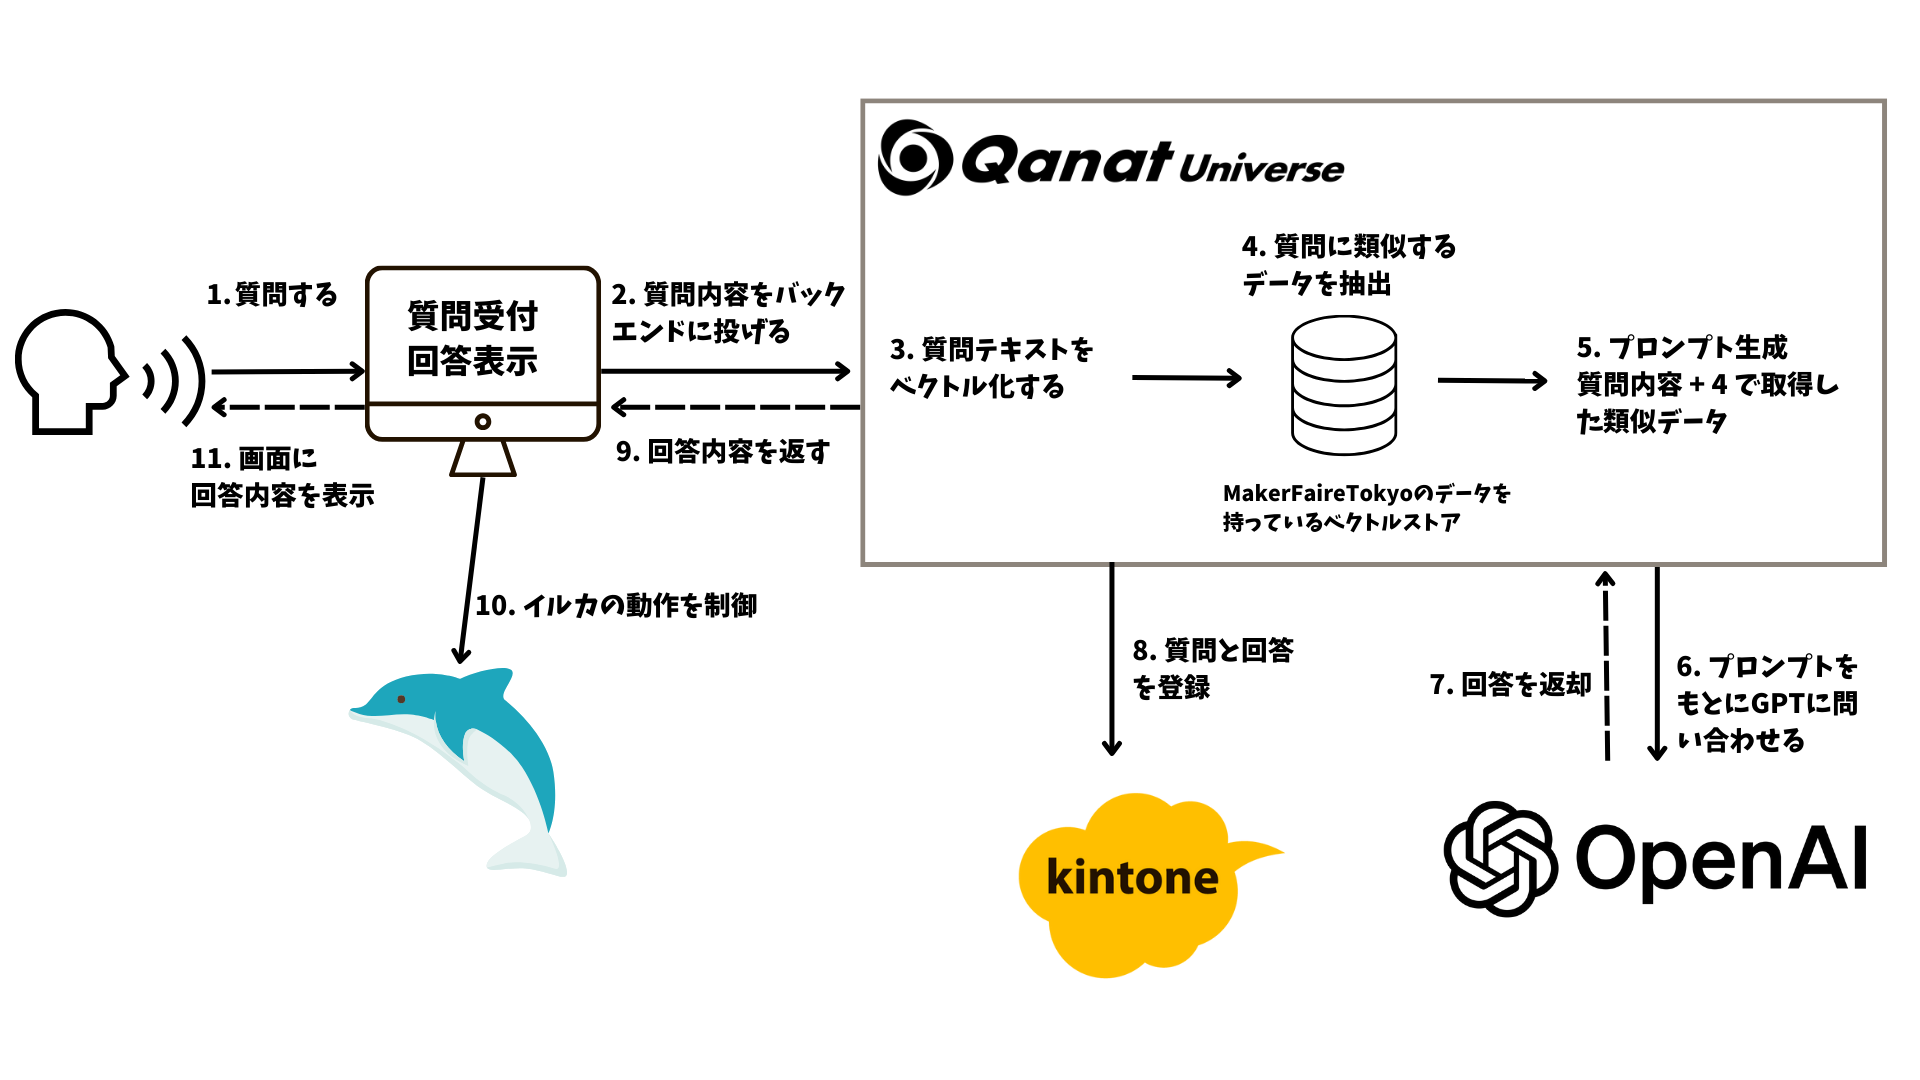 Qanat Universe
1. 質問する
質問受付
回答表示
2. 質問内容をバック
エンドに投げる
3. 質問テキストを
ベクトル化する
4. 質問に類似する
データを抽出
MakerFaireTokyoのデータを
持っているベクトルストア
5. プロンプト生成
質問内容 + 4 で取得し
た類似データ
6. プロンプトを
もとにGPTに問
い合わせる
7. 回答を返却
8. 質問と回答
を登録
9. 回答内容を返す
10. イルカの動作を制御
11. 画面に
回答内容を表示
kintone
OpenAI